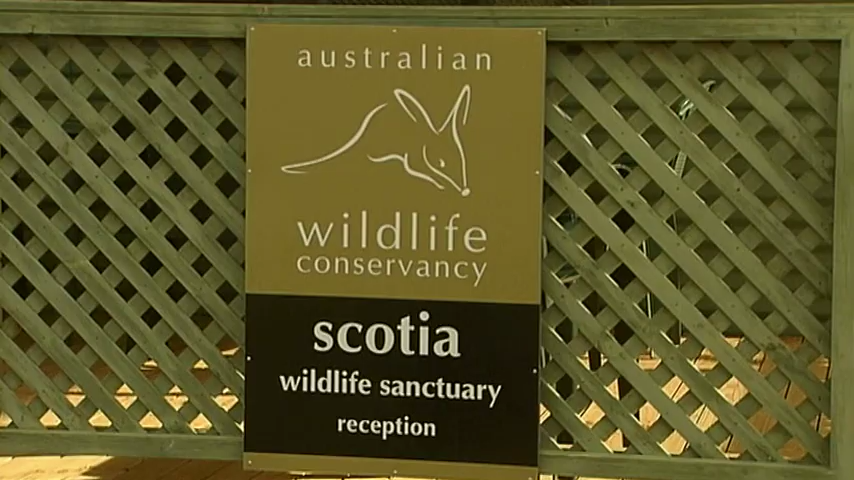 australian
wildlife
conservancy
scotia
wildlife sanctuary
reception